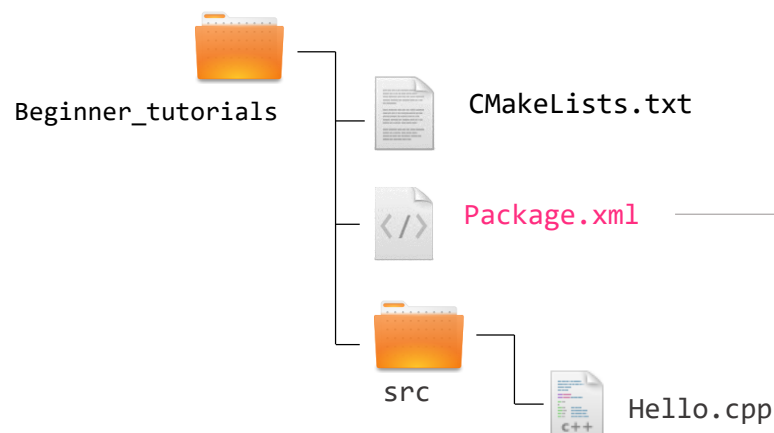 Beginner_tutorials
CMakeLists.txt
</>
Package.xml
src
Hello.cpp
c++